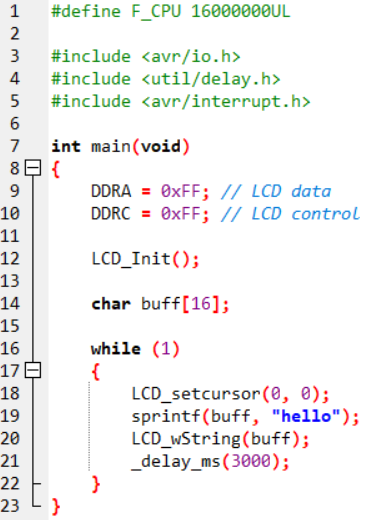 1 #define F_CPU 16000000UL
2
3 #include <avr/io.h>
4 #include <util/delay.h>
5 #include <avr/interrupt.h>
6
7 int main(void)
8 {
9     DDRA = 0xFF; // LCD data
10     DDRC = 0xFF; // LCD control
11
12     LCD_Init();
13
14     char buff[16];
15
16     while (1)
17     {
18         LCD_setcursor(0, 0);
19         sprintf(buff, "hello");
20         LCD_wString(buff);
21         _delay_ms(3000);
22     }
23 }